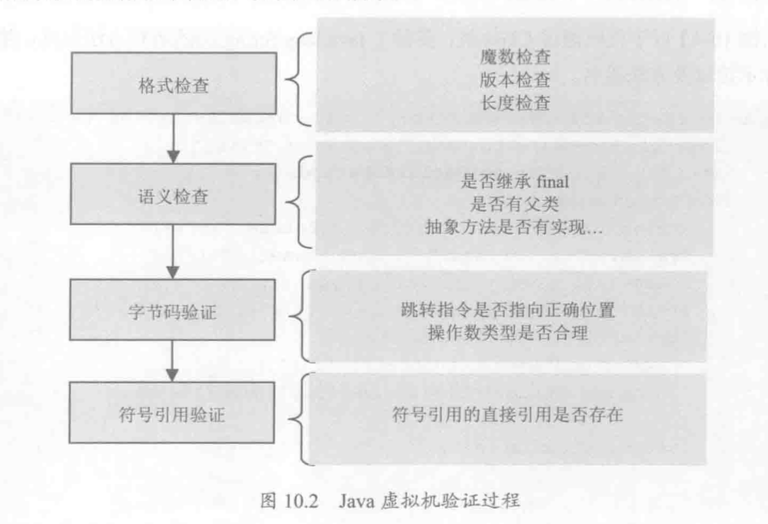 格式检查
魔数检查
版本检查
长度检查
语义检查
是否继承 final
是否有父类
抽象方法是否有实现…
字节码验证
跳转指令是否指向正确位置
操作数类型是否合理
符号引用验证
符号引用的直接引用是否存在
图 10.2 Java 虚拟机验证过程